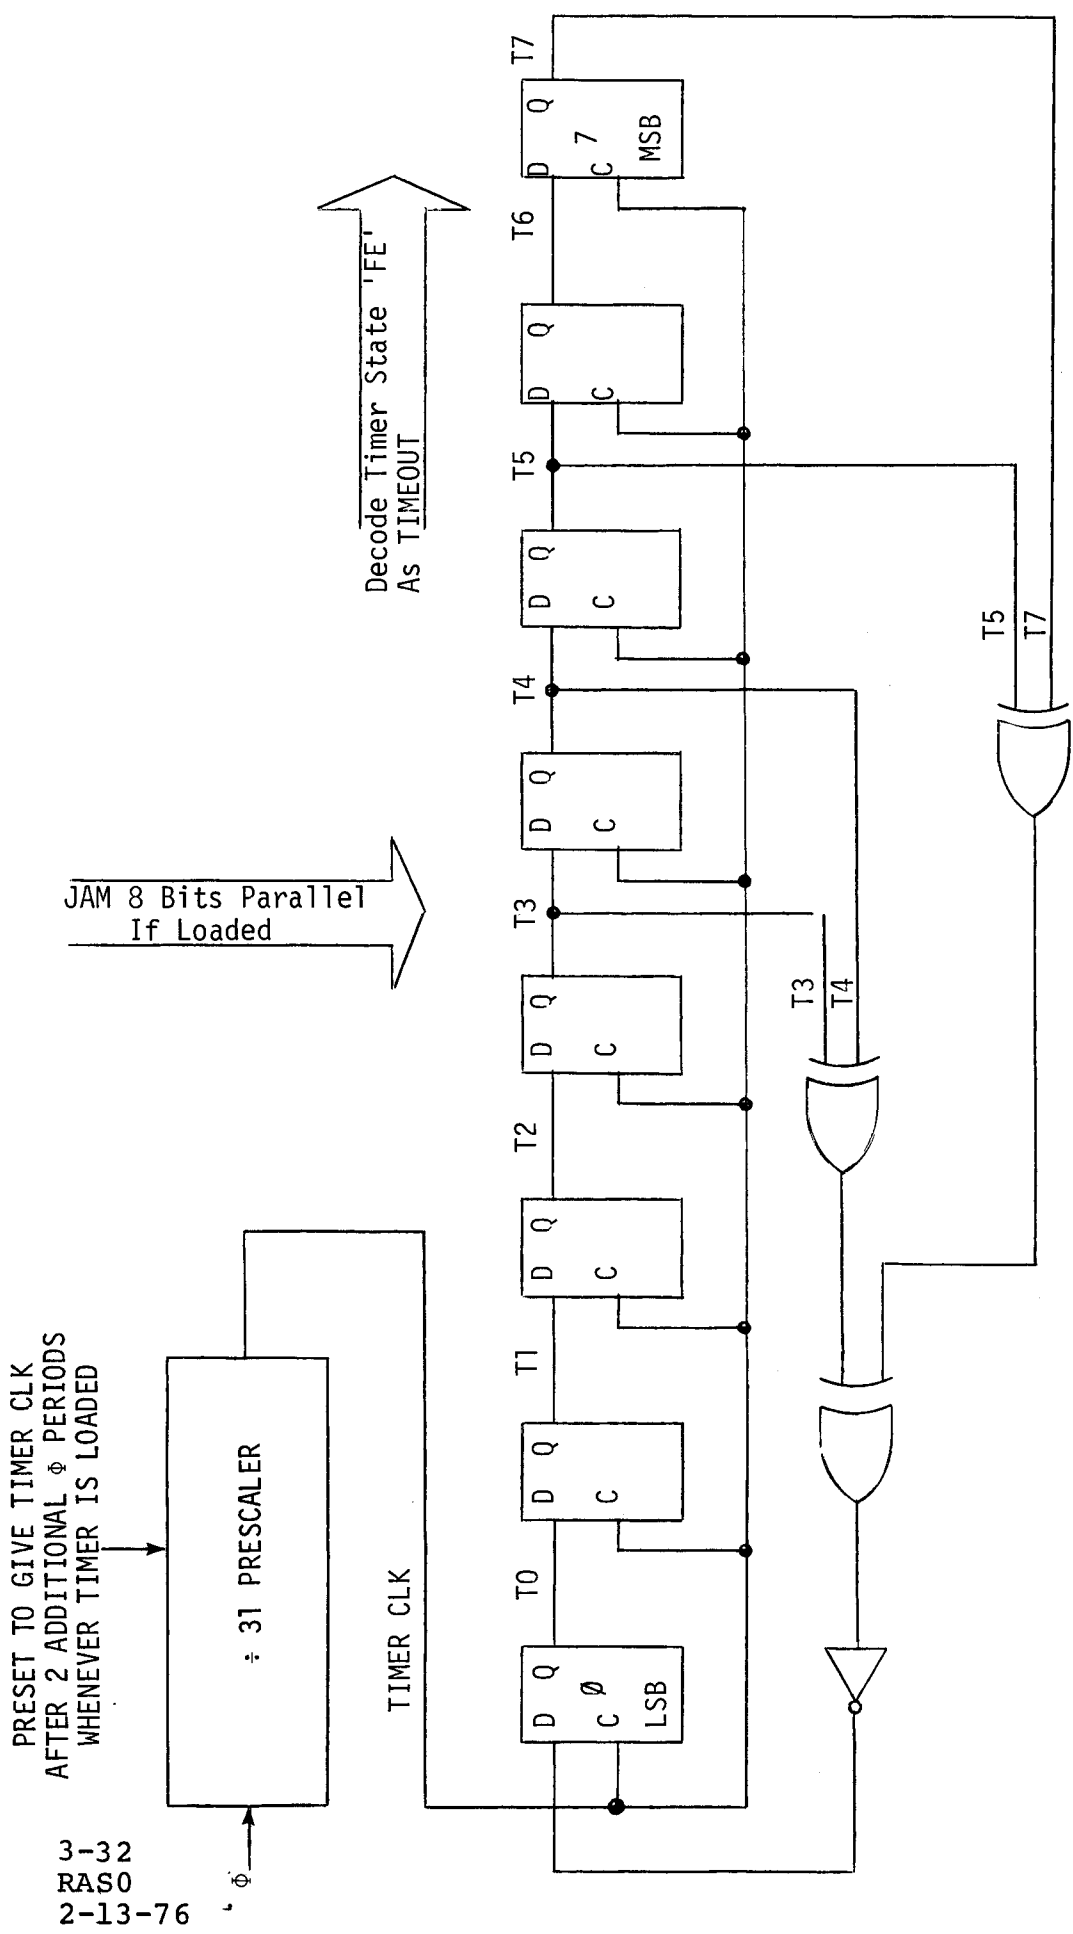 PRESET TO GIVE TIMER CLK
AFTER 2 ADDITIONAL Φ PERIODS
WHENEVER TIMER IS LOADED
÷ 31 PRESCALER
Φ
TIMER CLK
JAM 8 Bits Parallel
If Loaded
Decode Timer State 'FE'
As TIMEOUT
D Q
C Ø
LSB
T0
D Q
C
T1
D Q
C
T2
D Q
C
T3
D Q
C
T4
D Q
C
T5
D Q
C
T6
D Q
C 7
MSB
T7
T3
T4
T5
T7
3-32
RASO
2-13-76